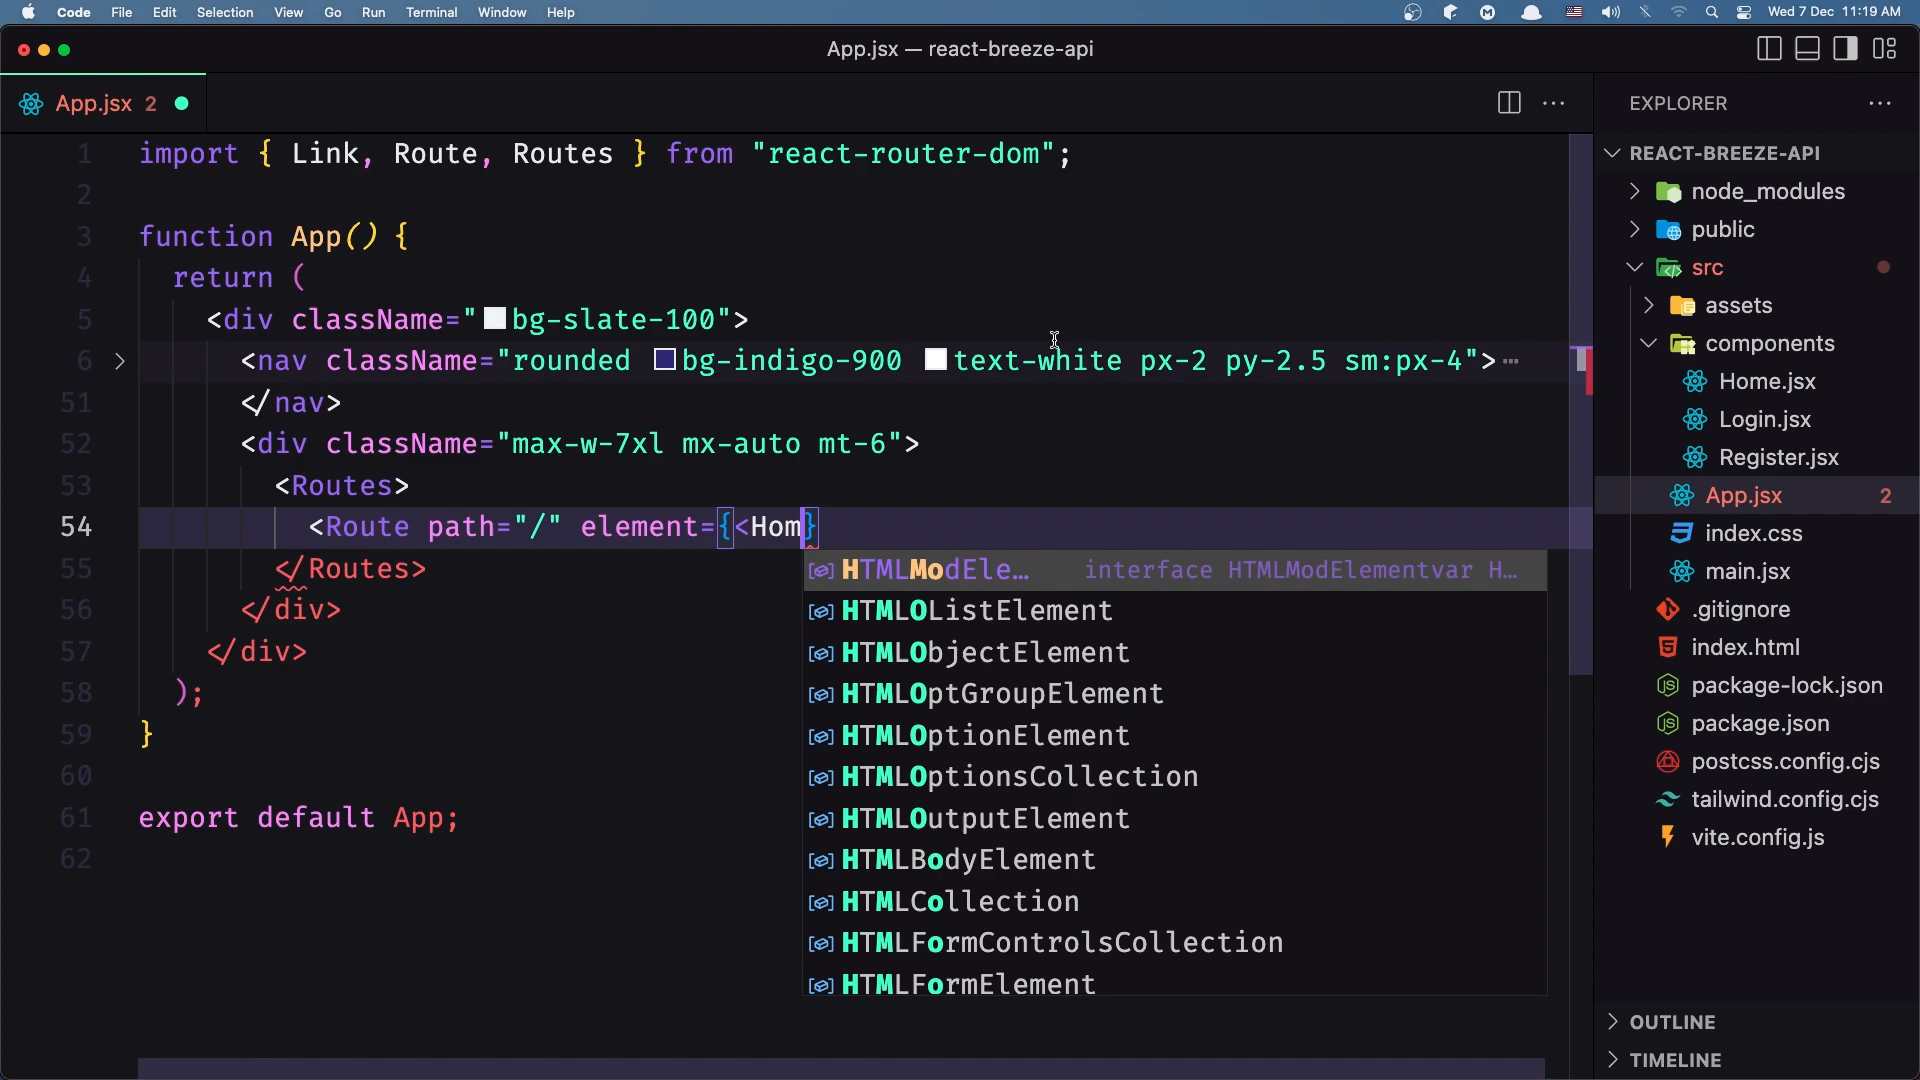 Code File Edit Selection View Go Run Terminal Window Help
Wed 7 Dec 11:19 AM
App.jsx — react-breeze-api
App.jsx 2
1 import { Link, Route, Routes } from "react-router-dom";
2
3 function App() {
4 return (
5 <div className="bg-slate-100">
6 <nav className="rounded bg-indigo-900 text-white px-2 py-2.5 sm:px-4">…
51 </nav>
52 <div className="max-w-7xl mx-auto mt-6">
53 <Routes>
54 <Route path="/" element={<Hom}
55 </Routes>
56 </div>
57 </div>
58 );
59 }
60
61 export default App;
62
HTMLModEle… interface HTMLModElementvar H…
HTMLOListElement
HTMLObjectElement
HTMLOptGroupElement
HTMLOptionElement
HTMLOptionsCollection
HTMLOutputElement
HTMLBodyElement
HTMLCollection
HTMLFormControlsCollection
HTMLFormElement
EXPLORER
REACT-BREEZE-API
node_modules
public
src
assets
components
Home.jsx
Login.jsx
Register.jsx
App.jsx 2
index.css
main.jsx
.gitignore
index.html
package-lock.json
package.json
postcss.config.cjs
tailwind.config.cjs
vite.config.js
OUTLINE
TIMELINE